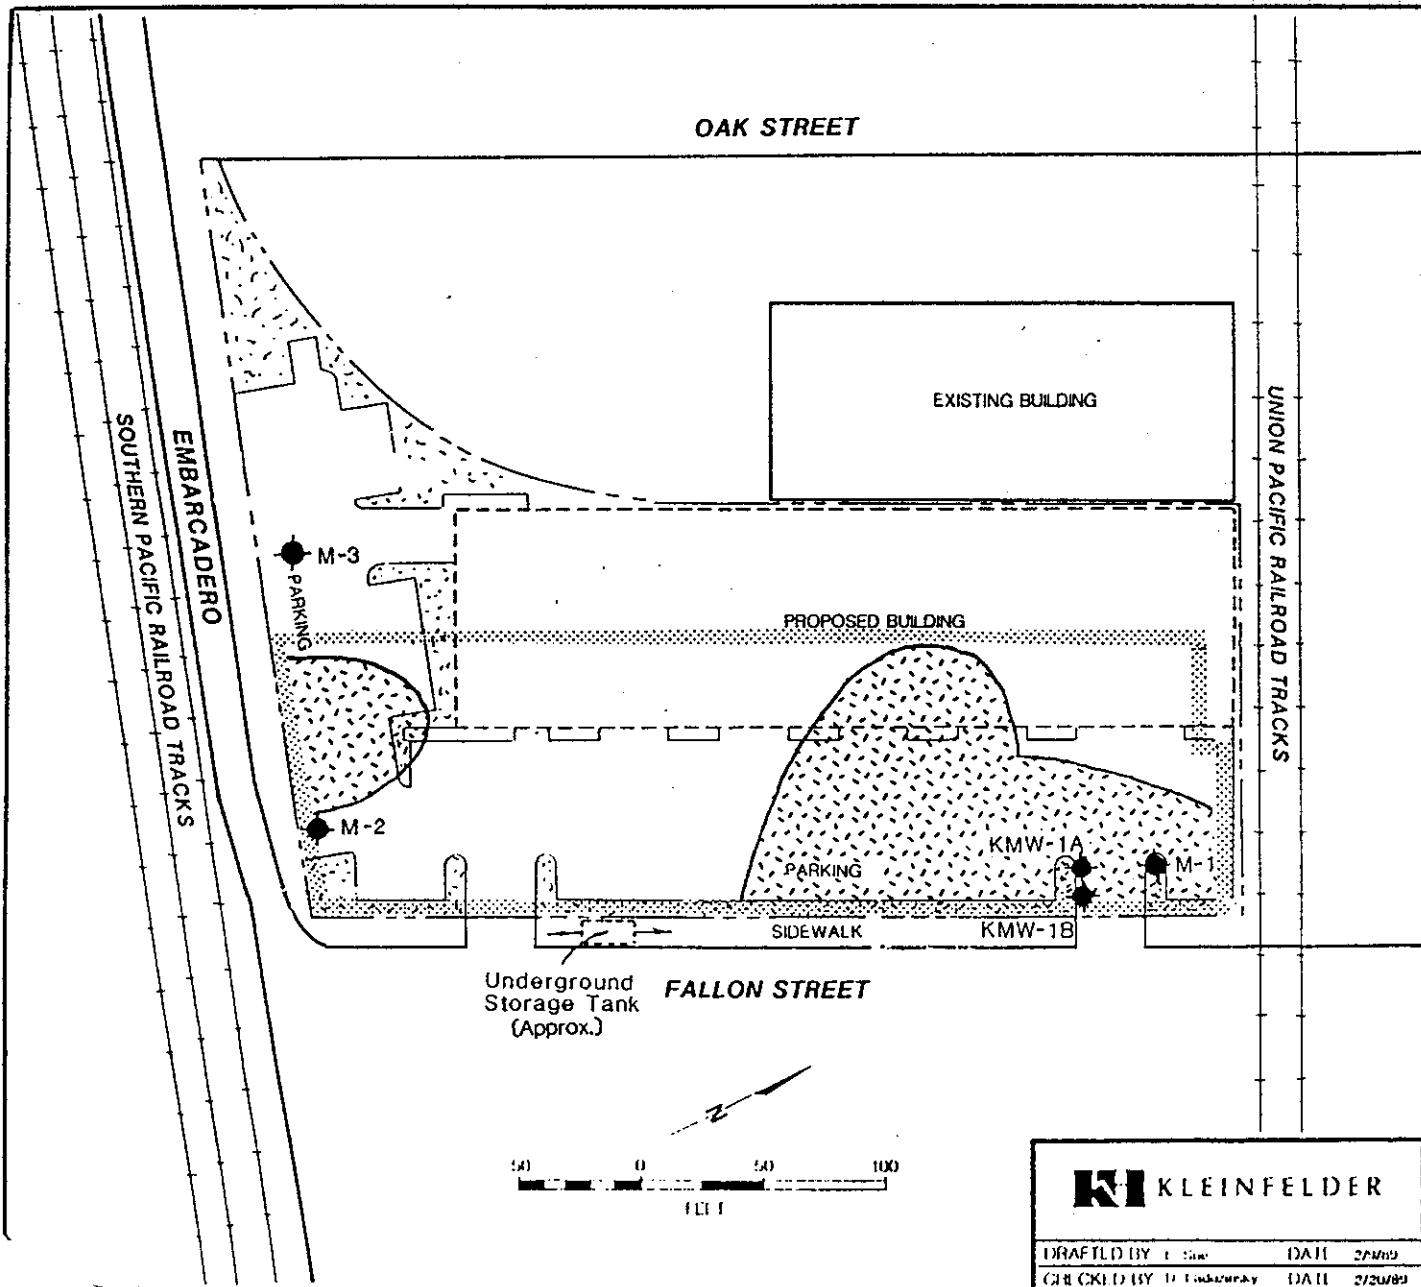 OAK STREET
EXISTING BUILDING
UNION PACIFIC RAILROAD TRACKS
EMBARCADERO
SOUTHERN PACIFIC RAILROAD TRACKS
M-3
PARKING
PROPOSED BUILDING
M-2
KMW-1A
M-1
PARKING
SIDEWALK
KMW-1B
Underground
Storage Tank
(Approx.)
FALLON STREET
N
50 0 50 100
FEET
KLEINFELDER
DRAFTED BY DATE
CHECKED BY DATE 2/20/89